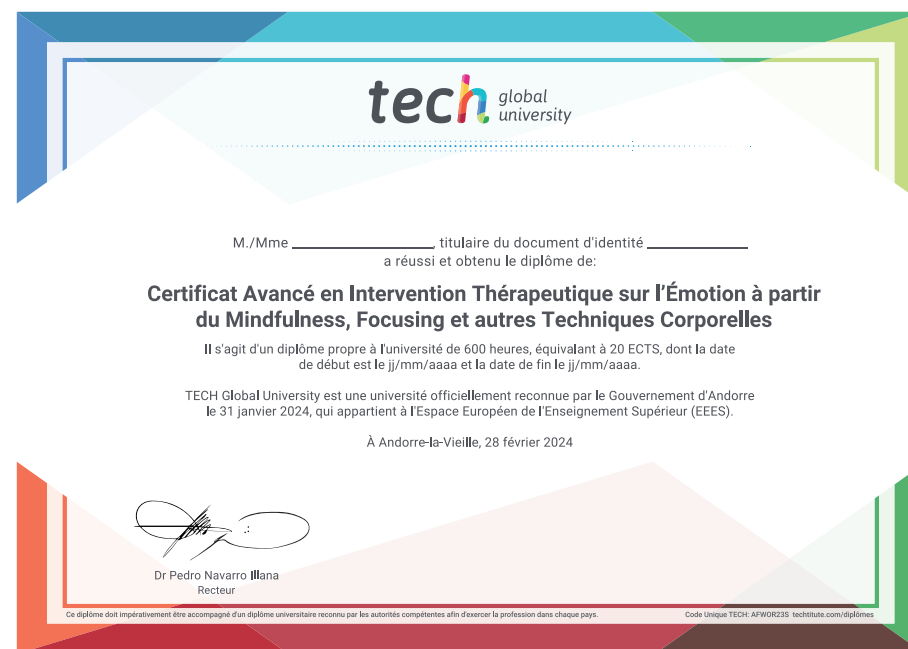 tech global university
M./Mme ____________________, titulaire du document d'identité ______________
a réussi et obtenu le diplôme de:
Certificat Avancé en Intervention Thérapeutique sur l'Émotion à partir
du Mindfulness, Focusing et autres Techniques Corporelles
Il s'agit d'un diplôme propre à l'université de 600 heures, équivalant à 20 ECTS, dont la date
de début est le jj/mm/aaaa et la date de fin le jj/mm/aaaa.
TECH Global University est une université officiellement reconnue par le Gouvernement d'Andorre
le 31 janvier 2024, qui appartient à l'Espace Européen de l'Enseignement Supérieur (EEES).
À Andorre-la-Vieille, 28 février 2024
Dr Pedro Navarro Illana
Recteur
Ce diplôme doit impérativement être accompagné d'un diplôme universitaire reconnu par les autorités compétentes afin d'exercer la profession dans chaque pays.
Code Unique TECH: AFWOR23S techtitute.com/diplômes